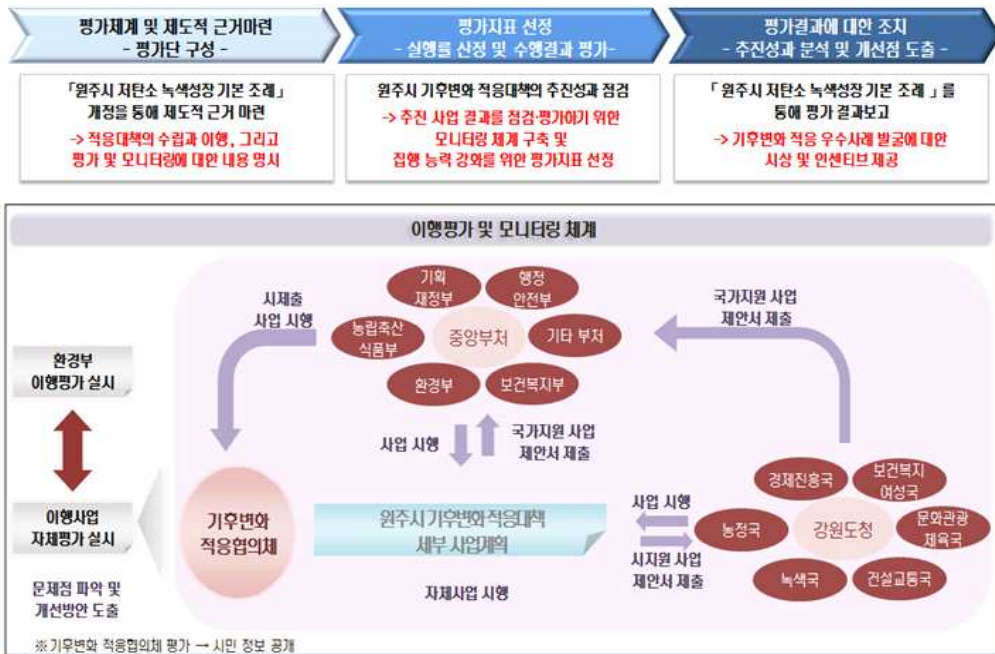 평가체계 및 제도적 근거마련
- 평가단 구성 -
평가지표 선정
- 실행률 산정 및 수행결과 평가-
평가결과에 대한 조치
- 추진성과 분석 및 개선점 도출 -
「원주시 저탄소 녹색성장 기본 조례」
개정을 통해 제도적 근거 마련
-> 적응대책의 수립과 이행, 그리고
평가 및 모니터링에 대한 내용 명시
원주시 기후변화 적응대책의 추진성과 점검
-> 추진 사업 결과를 점검·평가하기 위한
모니터링 체계 구축 및
집행 능력 강화를 위한 평가지표 선정
「 원주시 저탄소 녹색성장 기본 조례 」를
통해 평가 결과보고
-> 기후변화 적응 우수사례 발굴에 대한
시상 및 인센티브 제공
이행평가 및 모니터링 체계
환경부
이행평가 실시
이행사업
자체평가 실시
문제점 파악 및
개선방안 도출
시제출
사업 시행
기획
재정부
행정
안전부
농림축산
식품부
중앙부처
기타 부처
환경부
보건복지부
국가지원 사업
제안서 제출
사업 시행
국가지원 사업
제안서 제출
기후변화
적응협의체
원주시 기후변화 적응대책
세부 사업계획
자체사업 시행
사업 시행
시지원 사업
제안서 제출
경제진흥국
보건복지
여성국
농정국
강원도청
문화관광
체육국
녹색국
건설교통국
※ 기후변화 적응협의체 평가 → 시민 정보 공개